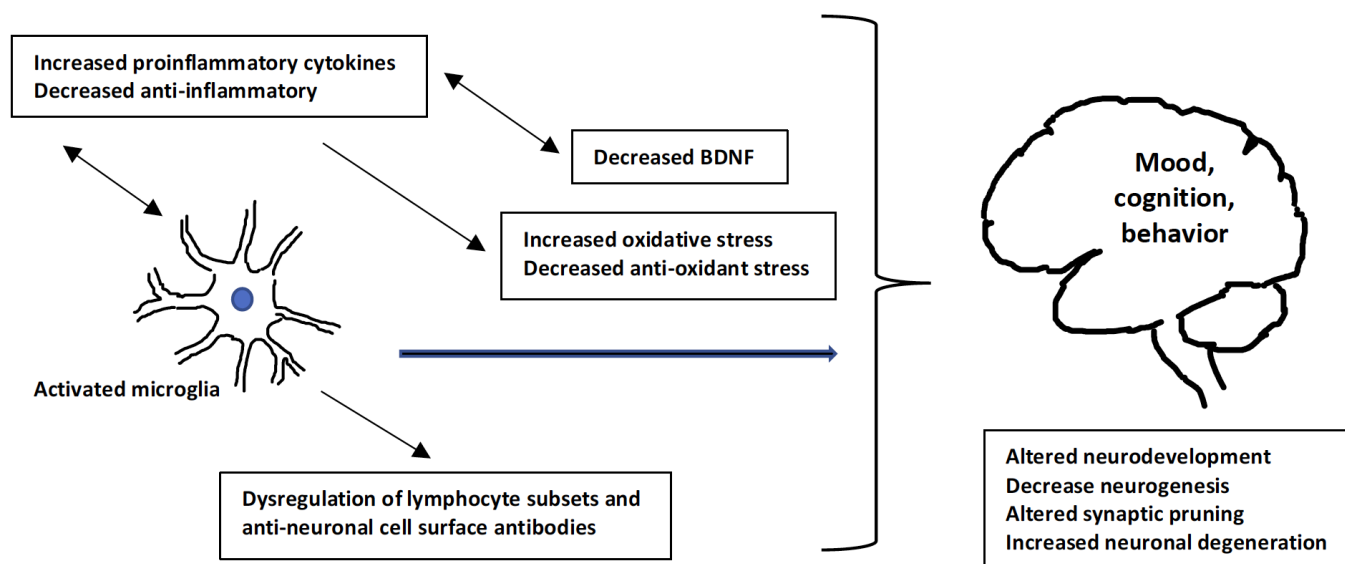 Increased proinflammatory cytokines
Decreased anti-inflammatory
Decreased BDNF
Increased oxidative stress
Decreased anti-oxidant stress
Activated microglia
Dysregulation of lymphocyte subsets and
anti-neuronal cell surface antibodies
Mood,
cognition,
behavior
Altered neurodevelopment
Decrease neurogenesis
Altered synaptic pruning
Increased neuronal degeneration